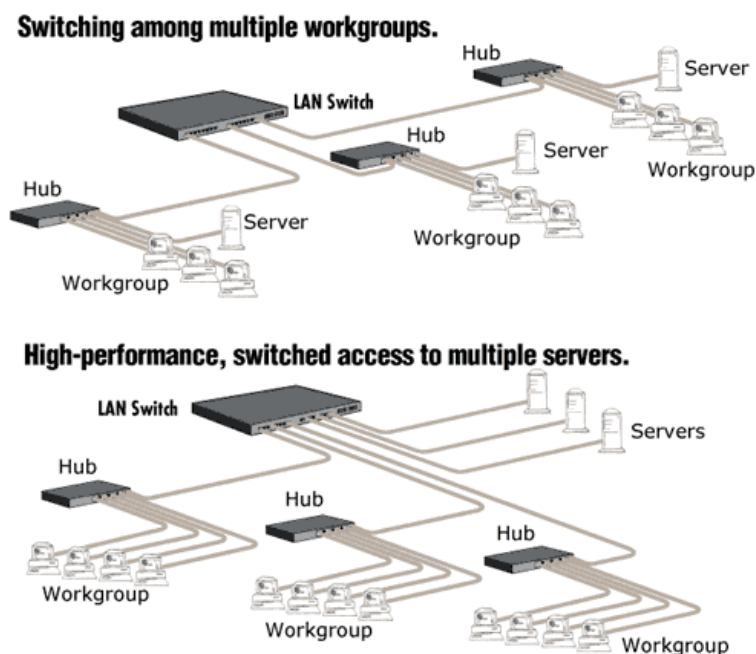 Switching among multiple workgroups.
Hub
Server
LAN Switch
Hub
Server
Workgroup
Hub
Server
Workgroup
Workgroup
High-performance, switched access to multiple servers.
LAN Switch
Servers
Hub
Hub
Hub
Workgroup
Workgroup
Workgroup